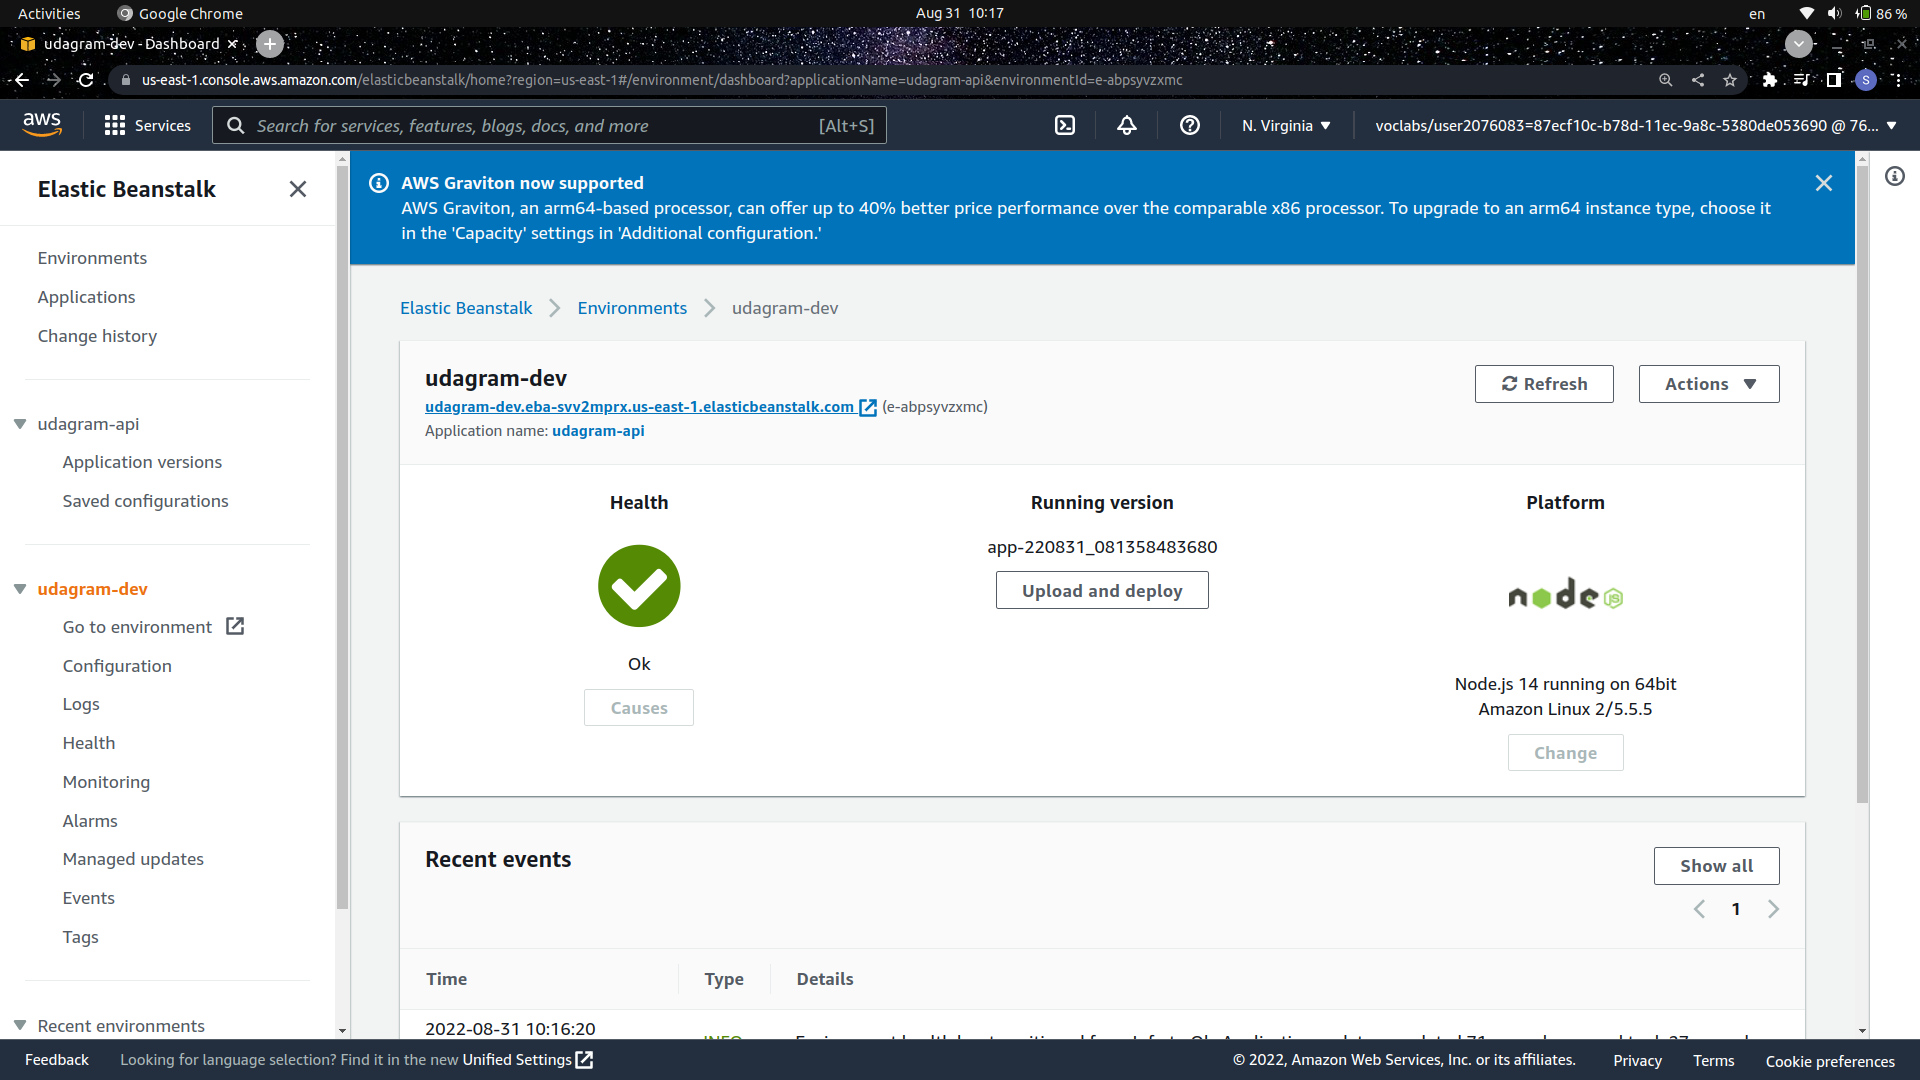 Activities
Google Chrome
Aug 31 10:17
en
86 %
udagram-dev - Dashboard
us-east-1.console.aws.amazon.com/elasticbeanstalk/home?region=us-east-1#/environment/dashboard?applicationName=udagram-api&environmentId=e-abpsyvzxmc
S
aws
Services
Search for services, features, blogs, docs, and more
[Alt+S]
N. Virginia
voclabs/user2076083=87ecf10c-b78d-11ec-9a8c-5380de053690 @ 76...
Elastic Beanstalk
Environments
Applications
Change history
udagram-api
Application versions
Saved configurations
udagram-dev
Go to environment
Configuration
Logs
Health
Monitoring
Alarms
Managed updates
Events
Tags
Recent environments
AWS Graviton now supported
AWS Graviton, an arm64-based processor, can offer up to 40% better price performance over the comparable x86 processor. To upgrade to an arm64 instance type, choose it
in the 'Capacity' settings in 'Additional configuration.'
Elastic Beanstalk
Environments
udagram-dev
udagram-dev
udagram-dev.eba-svv2mprx.us-east-1.elasticbeanstalk.com (e-abpsyvzxmc)
Application name: udagram-api
Refresh
Actions
Health
Ok
Causes
Running version
app-220831_081358483680
Upload and deploy
Platform
node JS
Node.js 14 running on 64bit
Amazon Linux 2/5.5.5
Change
Recent events
Show all
1
Time
Type
Details
2022-08-31 10:16:20
Feedback
Looking for language selection? Find it in the new Unified Settings
© 2022, Amazon Web Services, Inc. or its affiliates.
Privacy
Terms
Cookie preferences